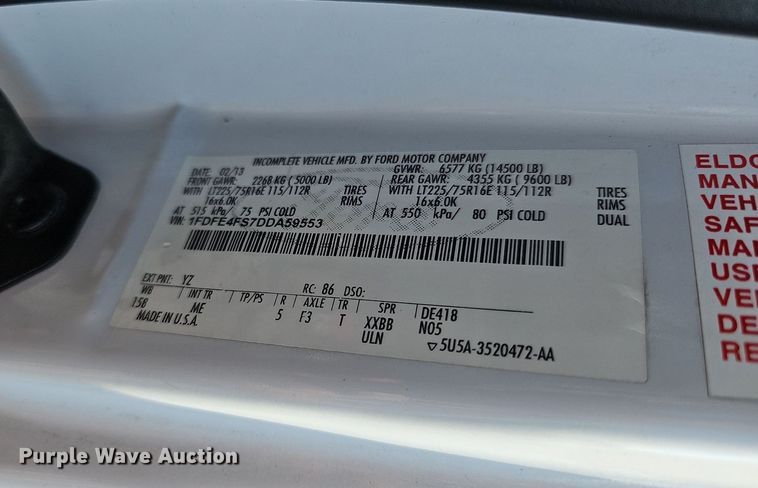 INCOMPLETE VEHICLE MFD. BY FORD MOTOR COMPANY
DATE: 02/13 GVWR: 6577 KG (14500 LB)
FRONT GAWR: 2268 KG (5000 LB) REAR GAWR: 4355 KG (9600 LB)
WITH LT225/75R16E 115/112R TIRES WITH LT225/75R16E 115/112R TIRES
16x6.0K RIMS 16x6.0K RIMS
AT 515 kPa/ 75 PSI COLD AT 550 kPa/ 80 PSI COLD DUAL
VIN: 1FDFE4FS7DDA59553
EXT PNT: YZ RC: 86 DSO:
WB INT TR TP/PS R AXLE TR SPR DE418
158 ME 5 F3 T XXBB N05
MADE IN U.S.A. ULN ▽5U5A-3520472-AA
ELDO
MAN
VEH
SAF
MAN
USE
VEH
DE
RE
Purple Wave Auction